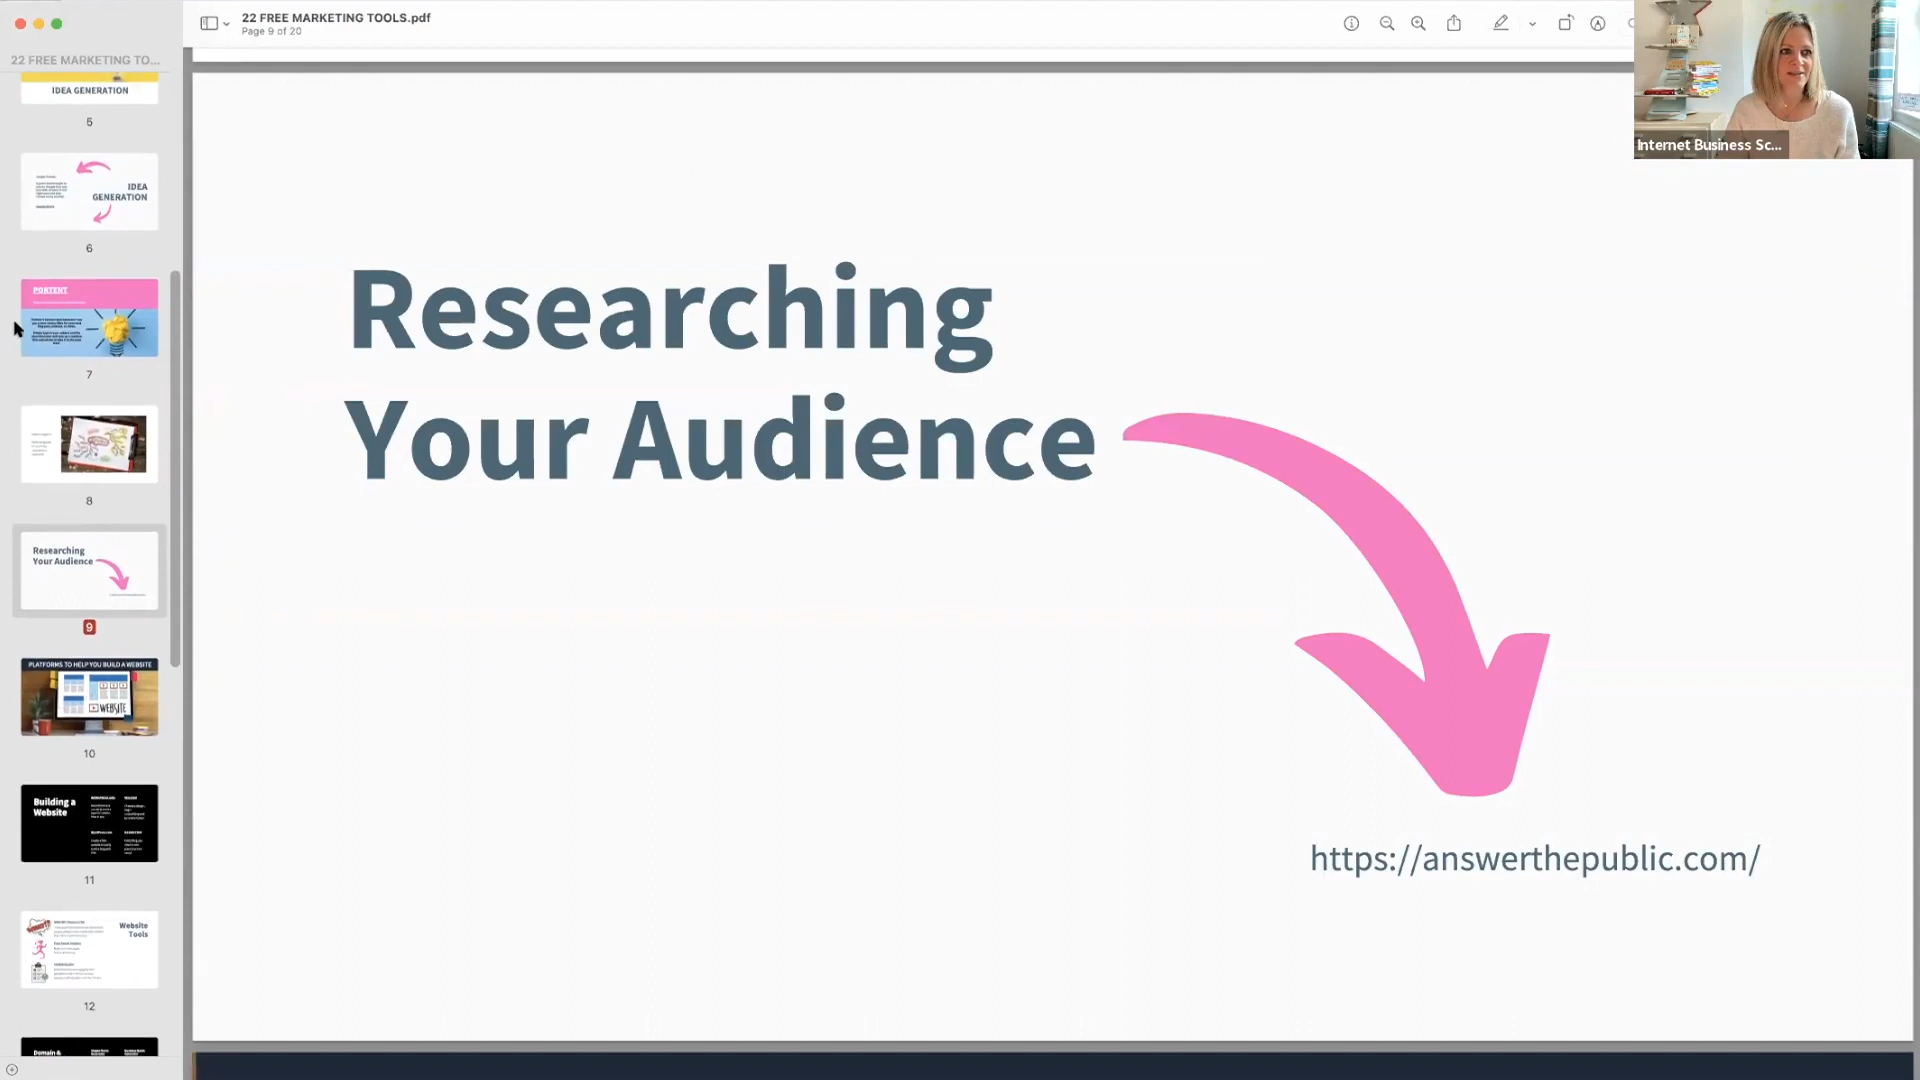 22 FREE MARKETING TOOLS.pdf
Page 9 of 20
22 FREE MARKETING TO...
IDEA GENERATION
5
IDEA
GENERATION
6
PORTENT
7
8
Researching
Your Audience
9
PLATFORMS TO HELP YOU BUILD A WEBSITE
WEBSITE
10
Building a
Website
11
Website
Tools
12
Domain &
Researching
Your Audience
https://answerthepublic.com/
Internet Business Sc...